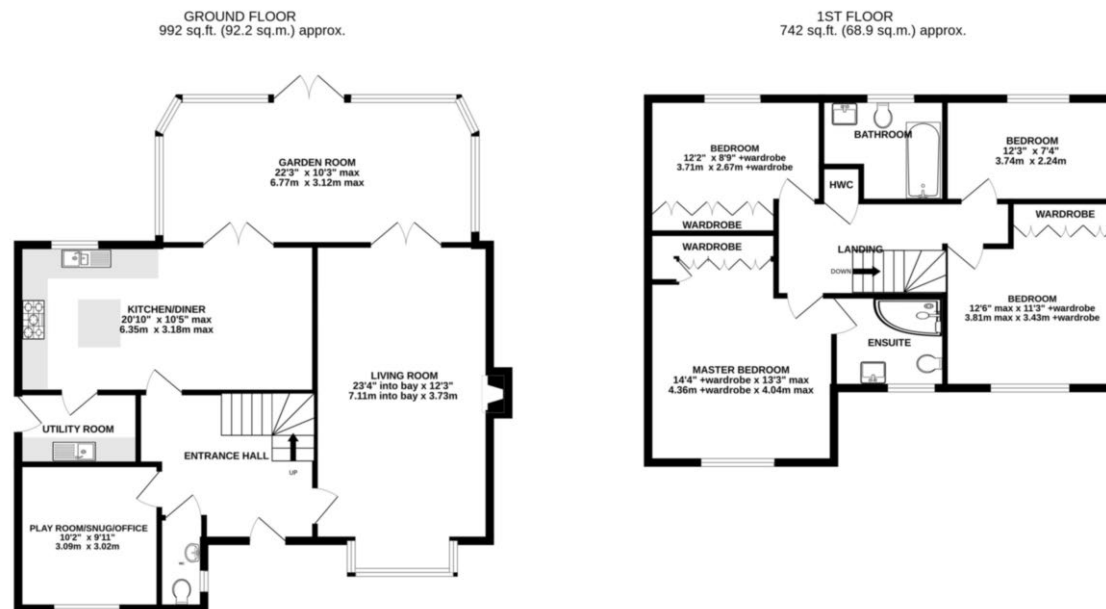 GROUND FLOOR
992 sq.ft. (92.2 sq.m.) approx.
GARDEN ROOM
22'3" x 10'3" max
6.77m x 3.12m max
KITCHEN/DINER
20'10" x 10'5" max
6.35m x 3.18m max
LIVING ROOM
23'4" into bay x 12'3"
7.11m into bay x 3.73m
UTILITY ROOM
ENTRANCE HALL
UP
PLAY ROOM/SNUG/OFFICE
10'2" x 9'11"
3.09m x 3.02m
1ST FLOOR
742 sq.ft. (68.9 sq.m.) approx.
BEDROOM
12'2" x 8'9" +wardrobe
3.71m x 2.67m +wardrobe
BATHROOM
BEDROOM
12'3" x 7'4"
3.74m x 2.24m
HWC
WARDROBE
WARDROBE
WARDROBE
LANDING
DOWN
BEDROOM
12'6" max x 11'3" +wardrobe
3.81m max x 3.43m +wardrobe
ENSUITE
MASTER BEDROOM
14'4" +wardrobe x 13'3" max
4.36m +wardrobe x 4.04m max